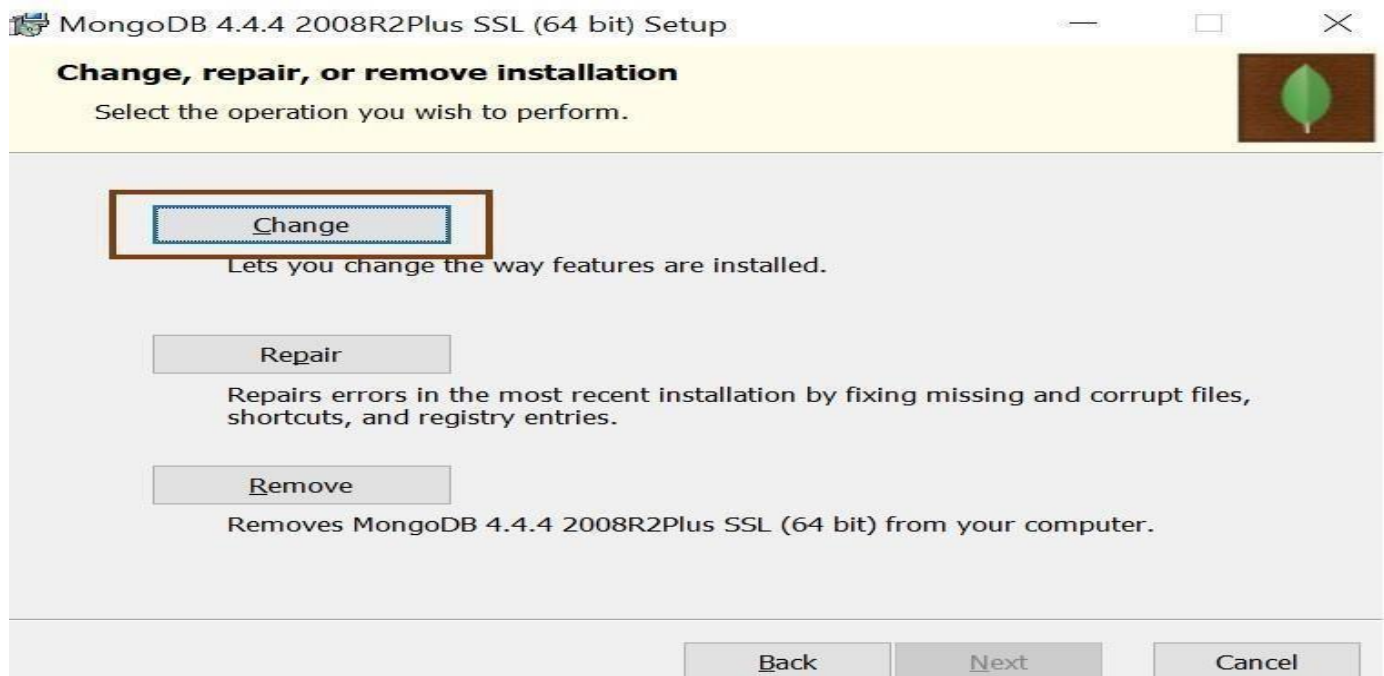 MongoDB 4.4.4 2008R2Plus SSL (64 bit) Setup
Change, repair, or remove installation
Select the operation you wish to perform.
Change
Lets you change the way features are installed.
Repair
Repairs errors in the most recent installation by fixing missing and corrupt files,
shortcuts, and registry entries.
Remove
Removes MongoDB 4.4.4 2008R2Plus SSL (64 bit) from your computer.
Back Next Cancel